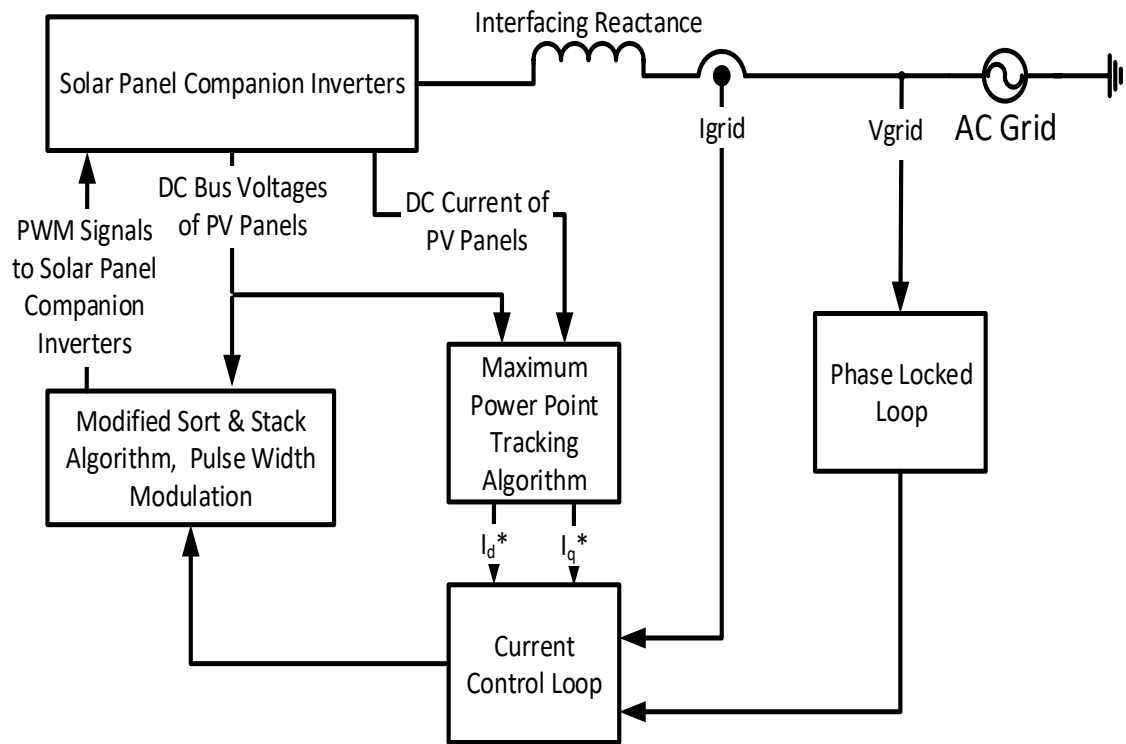 Interfacing Reactance
Solar Panel Companion Inverters
Igrid
Vgrid
AC Grid
DC Bus Voltages
of PV Panels
DC Current of
PV Panels
PWM Signals
to Solar Panel
Companion
Inverters
Maximum
Power Point
Tracking
Algorithm
Phase Locked
Loop
Modified Sort & Stack
Algorithm, Pulse Width
Modulation
Id*
Iq*
Current
Control Loop